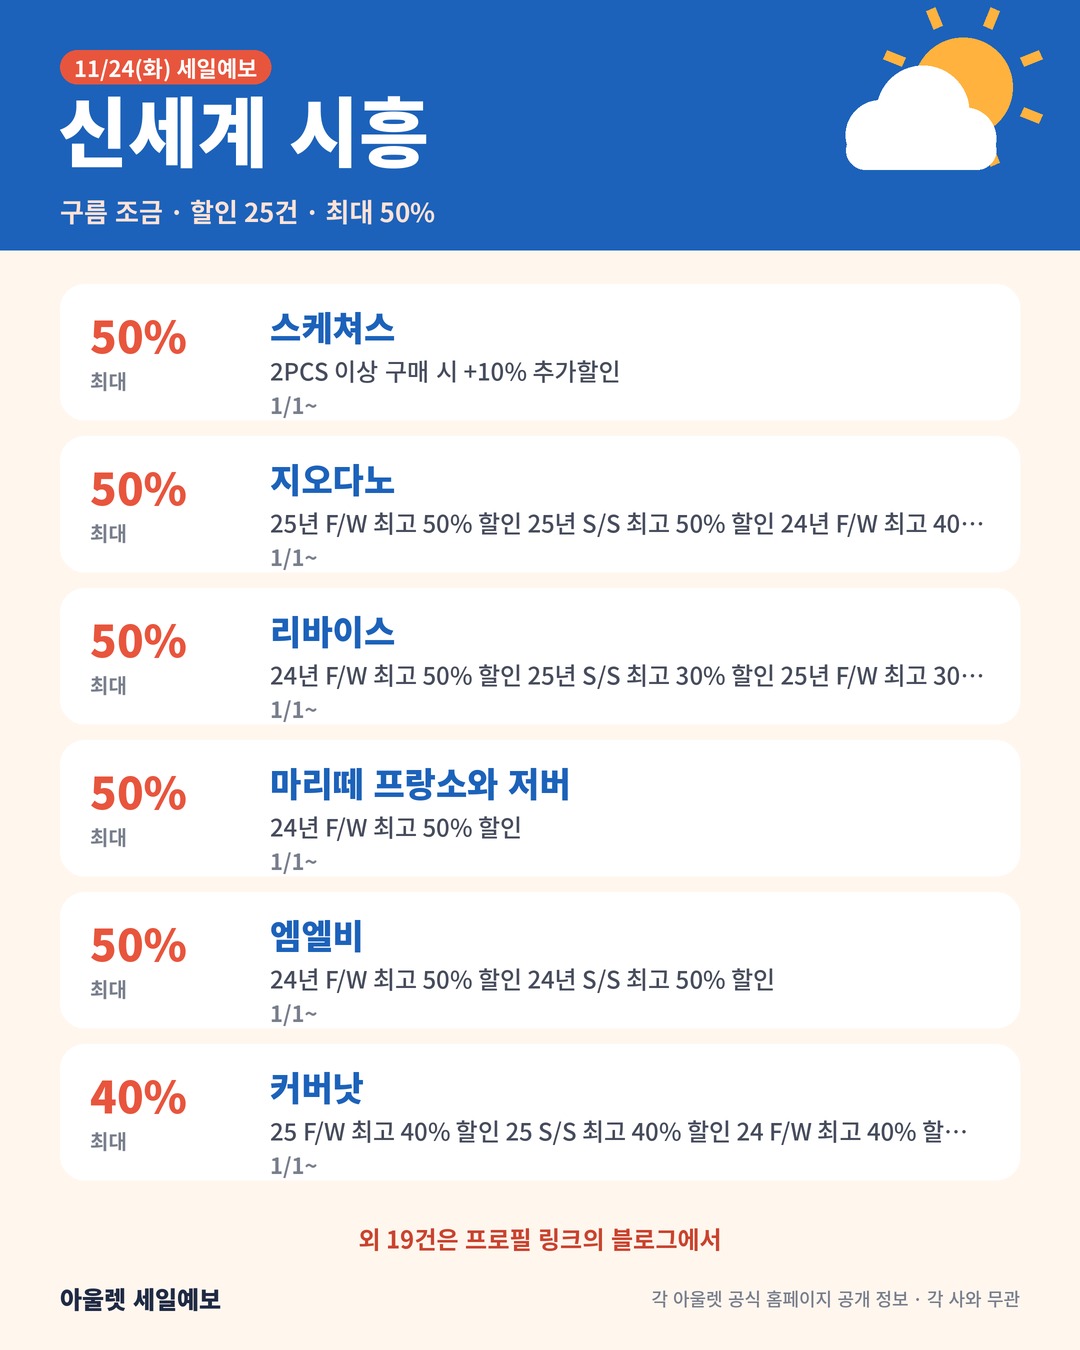 11/24(화) 세일예보
신세계 시흥
구름 조금 · 할인 25건 · 최대 50%
50%
최대
스케쳐스
2PCS 이상 구매 시 +10% 추가할인
1/1~
50%
최대
지오다노
25년 F/W 최고 50% 할인 25년 S/S 최고 50% 할인 24년 F/W 최고 40…
1/1~
50%
최대
리바이스
24년 F/W 최고 50% 할인 25년 S/S 최고 30% 할인 25년 F/W 최고 30…
1/1~
50%
최대
마리떼 프랑소와 저버
24년 F/W 최고 50% 할인
1/1~
50%
최대
엠엘비
24년 F/W 최고 50% 할인 24년 S/S 최고 50% 할인
1/1~
40%
최대
커버낫
25 F/W 최고 40% 할인 25 S/S 최고 40% 할인 24 F/W 최고 40% 할…
1/1~
외 19건은 프로필 링크의 블로그에서
아울렛 세일예보
각 아울렛 공식 홈페이지 공개 정보 · 각 사와 무관